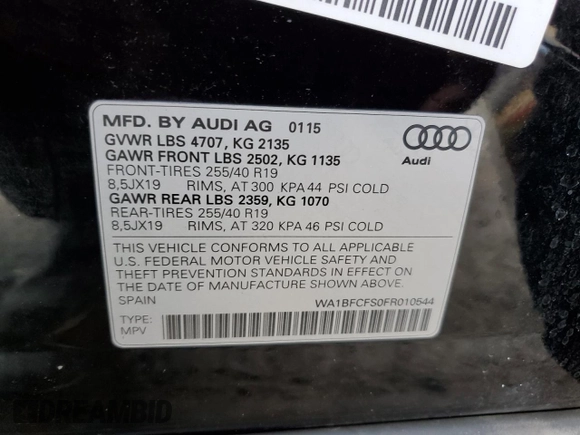 MFD. BY AUDI AG 0115
GVWR LBS 4707, KG 2135
GAWR FRONT LBS 2502, KG 1135
FRONT-TIRES 255/40 R19
8,5JX19 RIMS, AT 300 KPA 44 PSI COLD
GAWR REAR LBS 2359, KG 1070
REAR-TIRES 255/40 R19
8,5JX19 RIMS, AT 320 KPA 46 PSI COLD
Audi
THIS VEHICLE CONFORMS TO ALL APPLICABLE
U.S. FEDERAL MOTOR VEHICLE SAFETY AND
THEFT PREVENTION STANDARDS IN EFFECT ON
THE DATE OF MANUFACTURE SHOWN ABOVE.
SPAIN WA1BFCFS0FR010544
TYPE:
MPV
DREAMBID